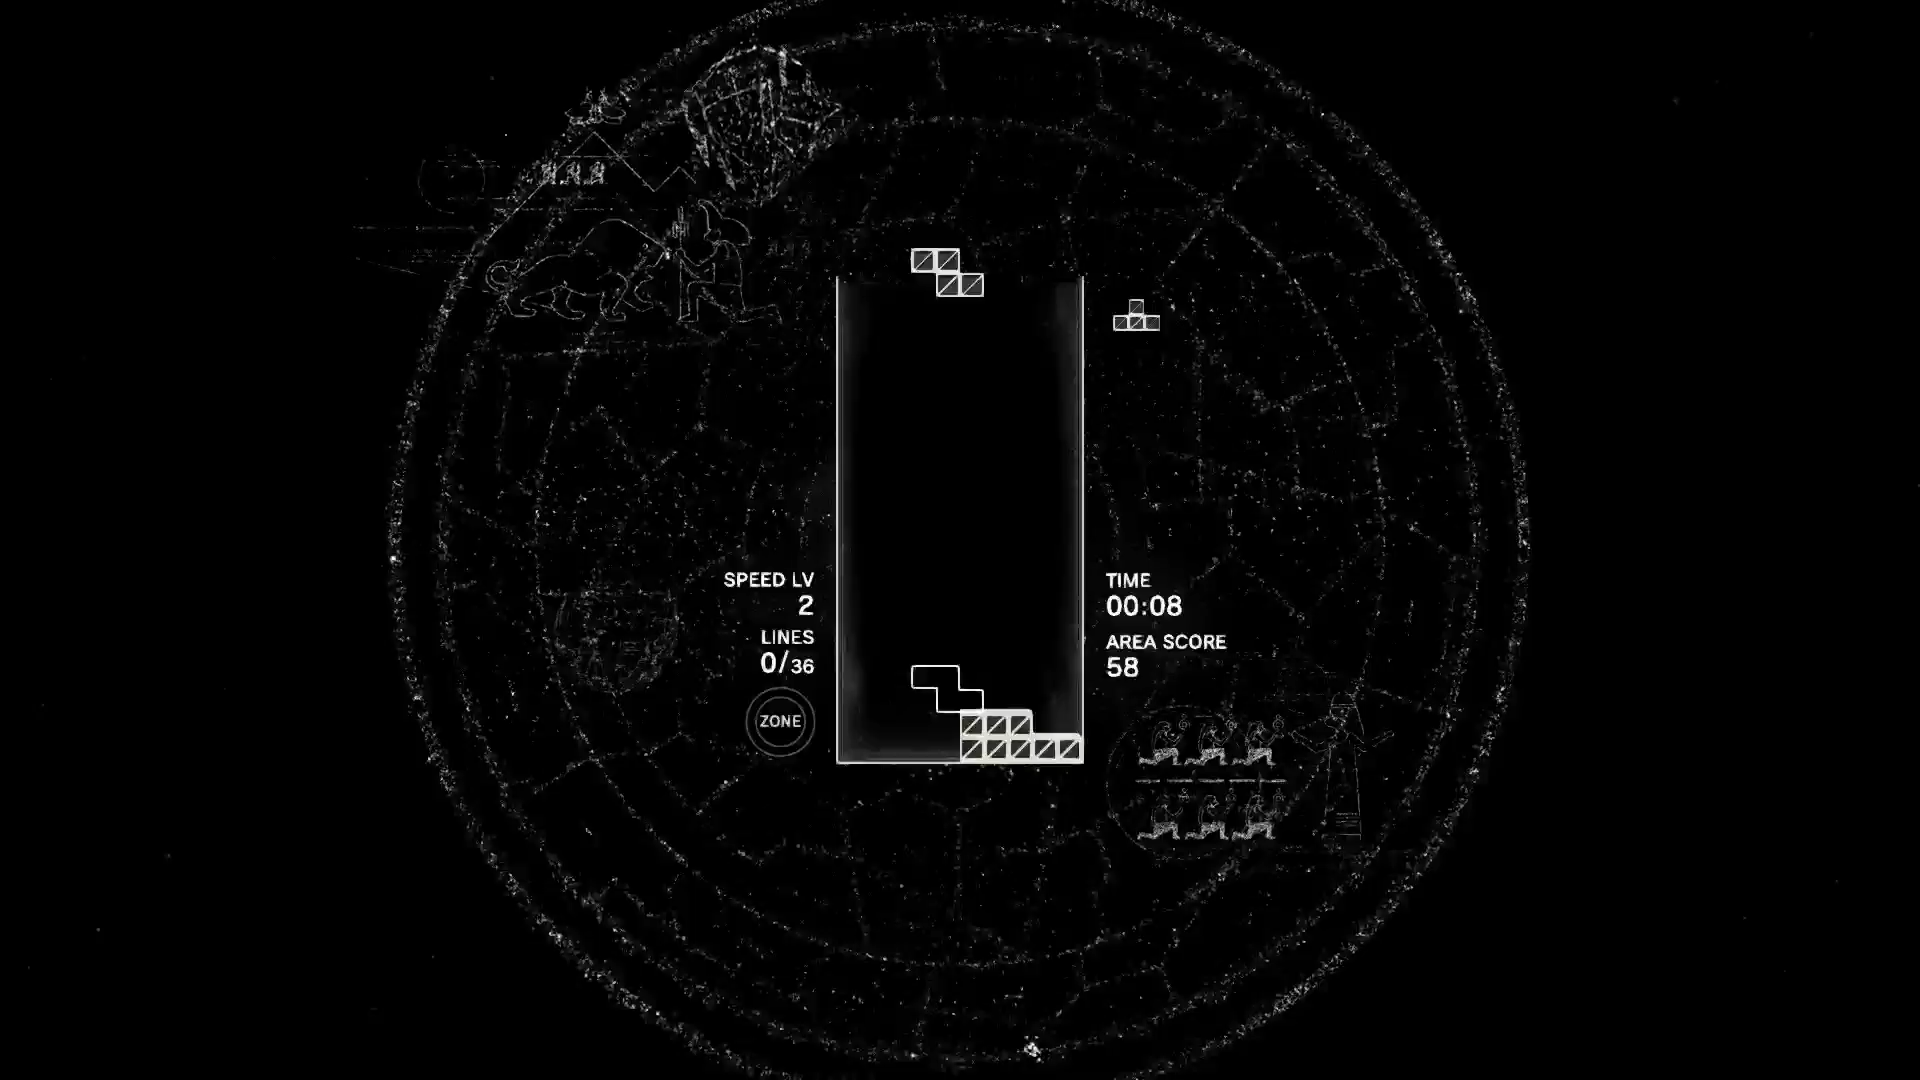 SPEED LV
2
LINES
0/36
ZONE
TIME
00:08
AREA SCORE
58